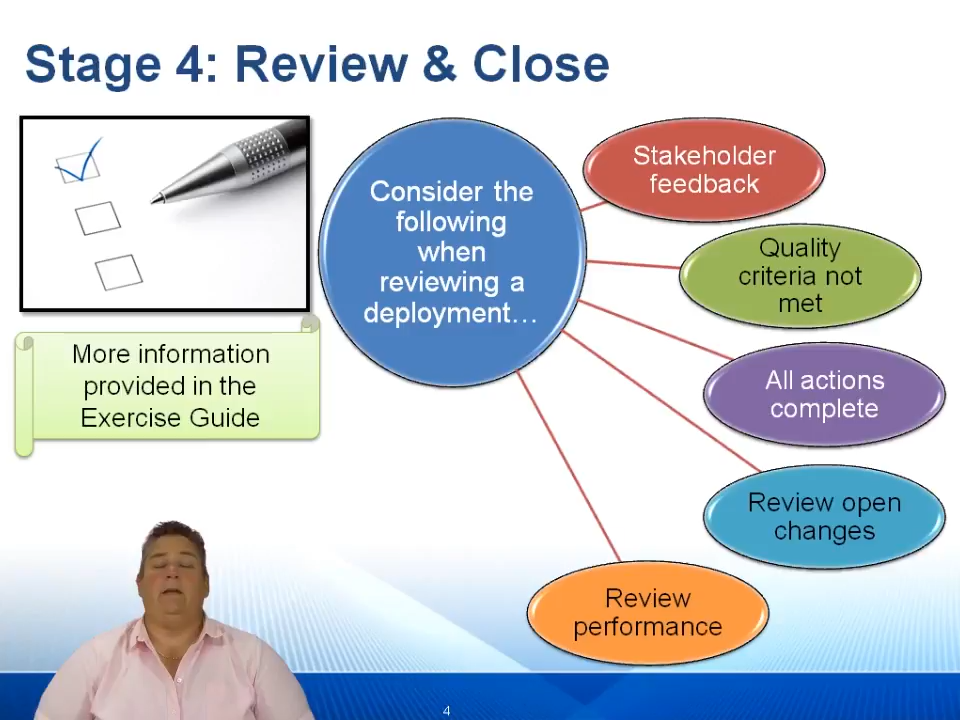 Stage 4: Review & Close
Consider the
following
when
reviewing a
deployment…
Stakeholder
feedback
Quality
criteria not
met
All actions
complete
Review open
changes
Review
performance
More information
provided in the
Exercise Guide
4